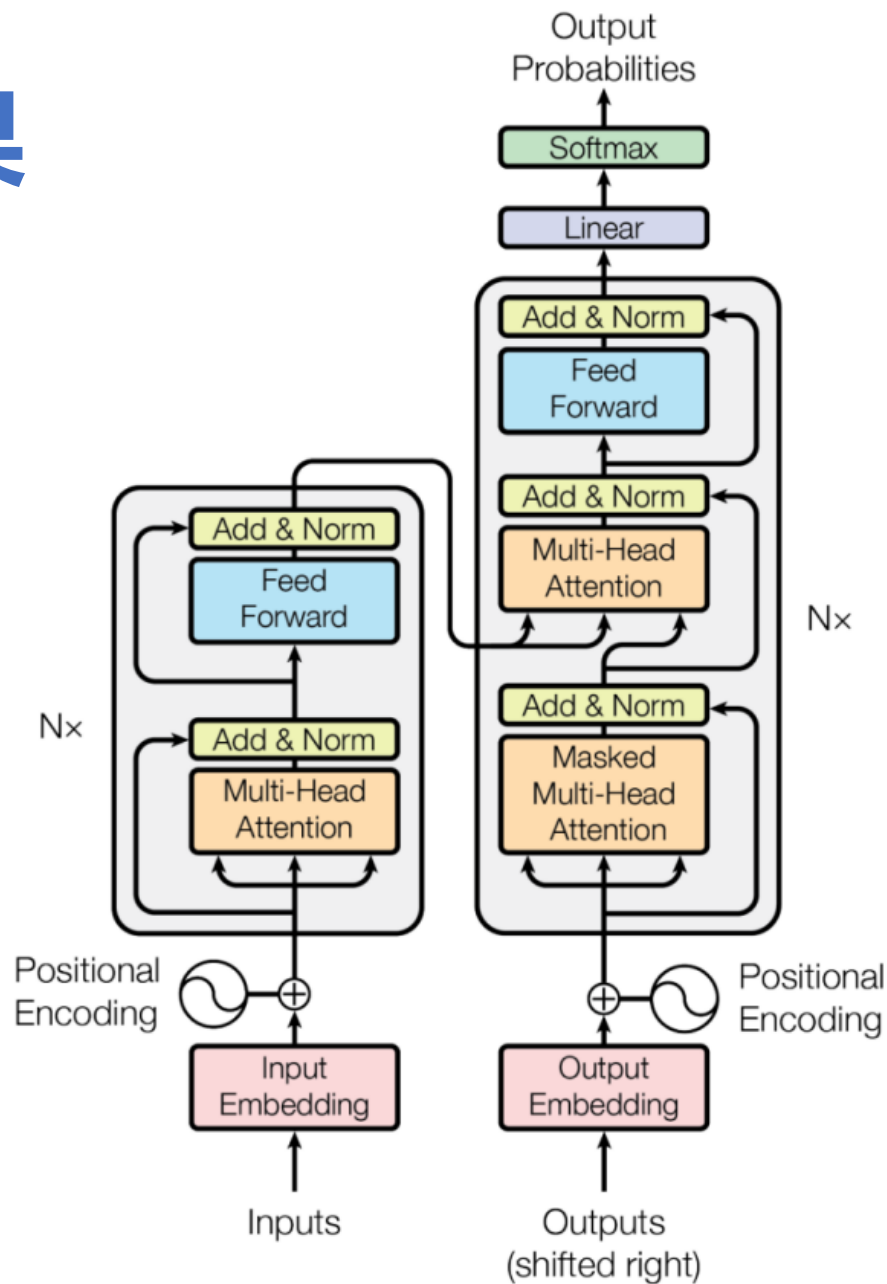 Output
Probabilities
Softmax
Linear
Add & Norm
Feed
Forward
Add & Norm
Multi-Head
Attention
Add & Norm
Masked
Multi-Head
Attention
N×
Add & Norm
Feed
Forward
Add & Norm
Multi-Head
Attention
N×
Positional
Encoding
Positional
Encoding
Input
Embedding
Output
Embedding
Inputs
Outputs
(shifted right)